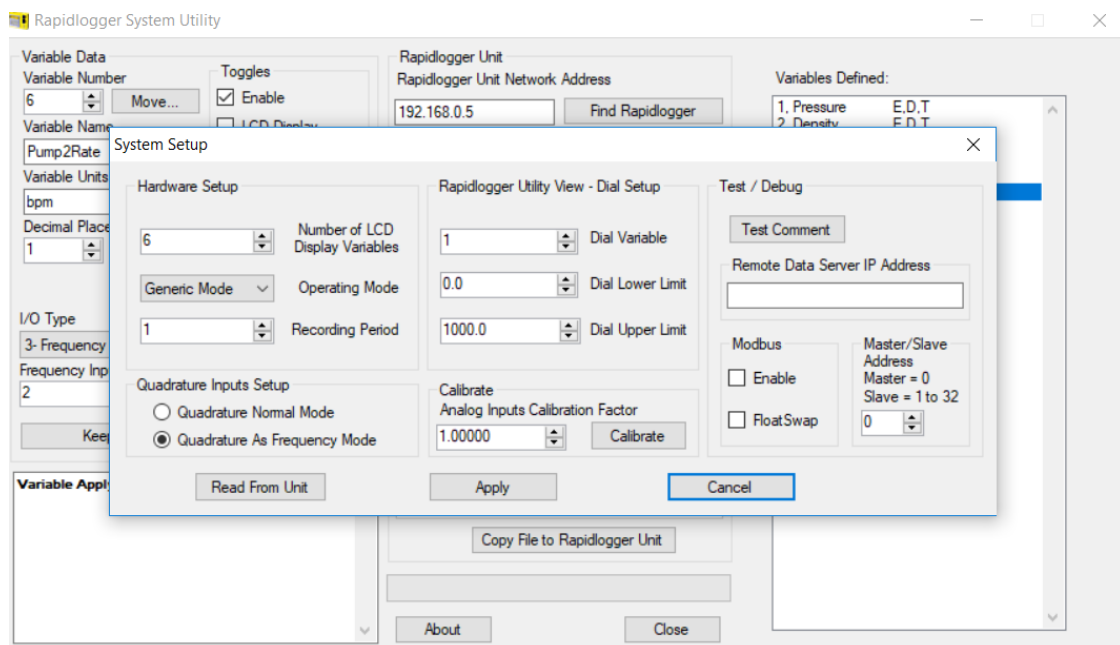 Rapidlogger System Utility
Variable Data
Variable Number
6
Move...
Variable Name
Pump2Rate
Variable Units
bpm
Decimal Place
1
I/O Type
3- Frequency
Frequency Inp
2
Keep
Variable Appl
Toggles
Enable
LCD Display
Rapidlogger Unit
Rapidlogger Unit Network Address
192.168.0.5
Find Rapidlogger
Variables Defined:
1, Pressure E,D,T
2, Density E,D,T
System Setup
Hardware Setup
6
Number of LCD
Display Variables
Generic Mode
Operating Mode
1
Recording Period
Quadrature Inputs Setup
Quadrature Normal Mode
Quadrature As Frequency Mode
Rapidlogger Utility View - Dial Setup
1
Dial Variable
0.0
Dial Lower Limit
1000.0
Dial Upper Limit
Calibrate
Analog Inputs Calibration Factor
1.00000
Calibrate
Test / Debug
Test Comment
Remote Data Server IP Address
Modbus
Enable
FloatSwap
Master/Slave
Address
Master = 0
Slave = 1 to 32
0
Read From Unit
Apply
Cancel
Copy File to Rapidlogger Unit
About
Close